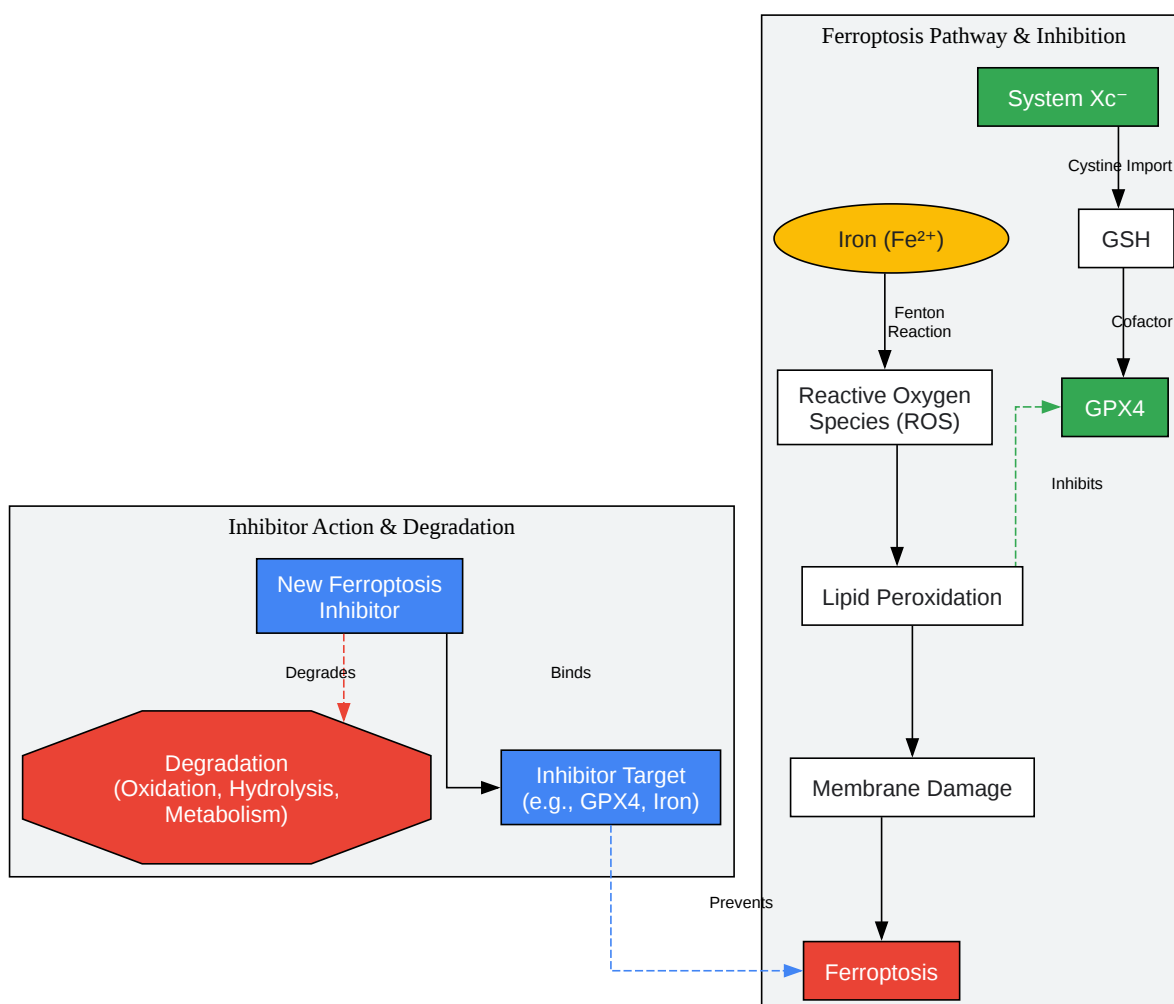 Ferroptosis Pathway & Inhibition
System Xc⁻
Cystine Import
Iron (Fe²⁺)
GSH
Fenton
Reaction
Cofactor
Reactive Oxygen
Species (ROS)
GPX4
Inhibits
Lipid Peroxidation
Membrane Damage
Ferroptosis
Inhibitor Action & Degradation
New Ferroptosis
Inhibitor
Degrades
Binds
Degradation
(Oxidation, Hydrolysis,
Metabolism)
Inhibitor Target
(e.g., GPX4, Iron)
Prevents